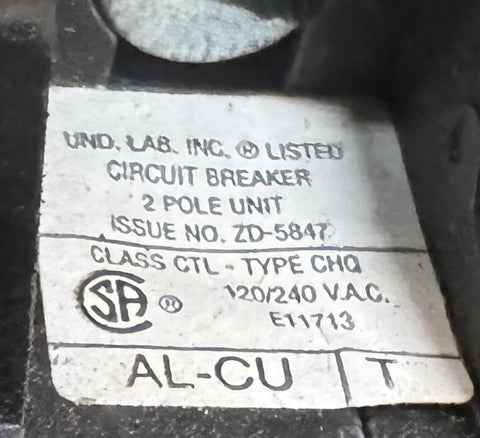 UND. LAB. INC. ® LISTED
CIRCUIT BREAKER
2 POLE UNIT
ISSUE NO. ZD-5847
CLASS CTL - TYPE CHQ
SA ® 120/240 V.A.C.
E11713
AL-CU T